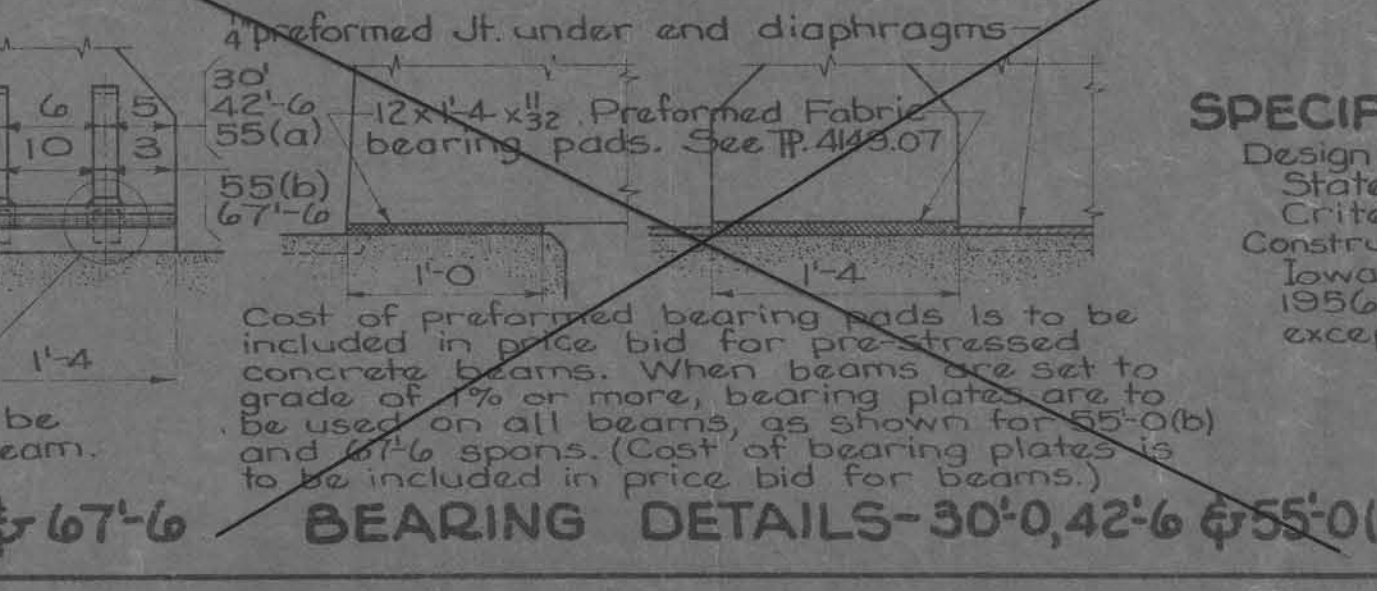 1/4" preformed Jt. under end diaphragms
30'
42'-6
55(a)
55(b)
67'-6
6
5
10
3
12 x 1'-4 x 11/32 Preformed Fabric
bearing pads. See
1'-0
1'-4
1'-4
SPECIF
Design
State
Crite
Constru
Iowa
1956
excep
Cost of preformed bearing pads is to be
included in price bid for pre-stressed
concrete beams. When beams are set to
grade of 1% or more, bearing plates are to
be used on all beams, as shown for 55'-0(b)
and 67'-6 spans. (Cost of bearing plates is
to be included in price bid for beams.)
be
eam.
& 67'-6
BEARING DETAILS-30'-0, 42'-6 & 55'-0(